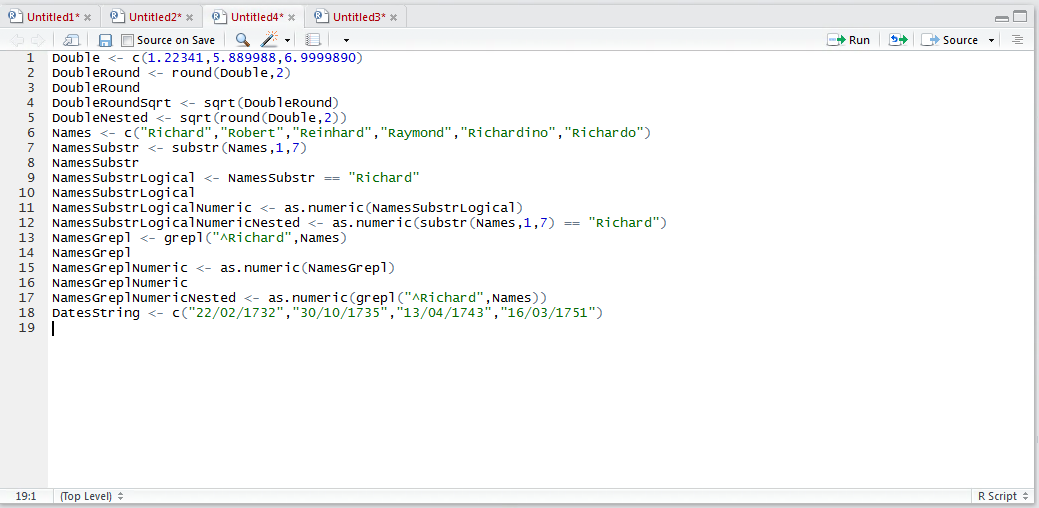 Untitled1* Untitled2* Untitled4* Untitled3*
Source on Save Run Source
1 Double <- c(1.22341,5.889988,6.9999890)
2 DoubleRound <- round(Double,2)
3 DoubleRound
4 DoubleRoundSqrt <- sqrt(DoubleRound)
5 DoubleNested <- sqrt(round(Double,2))
6 Names <- c("Richard","Robert","Reinhard","Raymond","Richardino","Richardo")
7 NamesSubstr <- substr(Names,1,7)
8 NamesSubstr
9 NamesSubstrLogical <- NamesSubstr == "Richard"
10 NamesSubstrLogical
11 NamesSubstrLogicalNumeric <- as.numeric(NamesSubstrLogical)
12 NamesSubstrLogicalNumericNested <- as.numeric(substr(Names,1,7) == "Richard")
13 NamesGrepl <- grepl("^Richard",Names)
14 NamesGrepl
15 NamesGreplNumeric <- as.numeric(NamesGrepl)
16 NamesGreplNumeric
17 NamesGreplNumericNested <- as.numeric(grepl("^Richard",Names))
18 DatesString <- c("22/02/1732","30/10/1735","13/04/1743","16/03/1751")
19
19:1 (Top Level) R Script